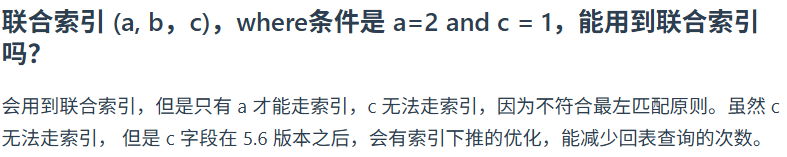 联合索引 (a, b，c)，where条件是 a=2 and c = 1，能用到联合索引
吗？
会用到联合索引，但是只有 a 才能走索引，c 无法走索引，因为不符合最左匹配原则。虽然 c
无法走索引， 但是 c 字段在 5.6 版本之后，会有索引下推的优化，能减少回表查询的次数。